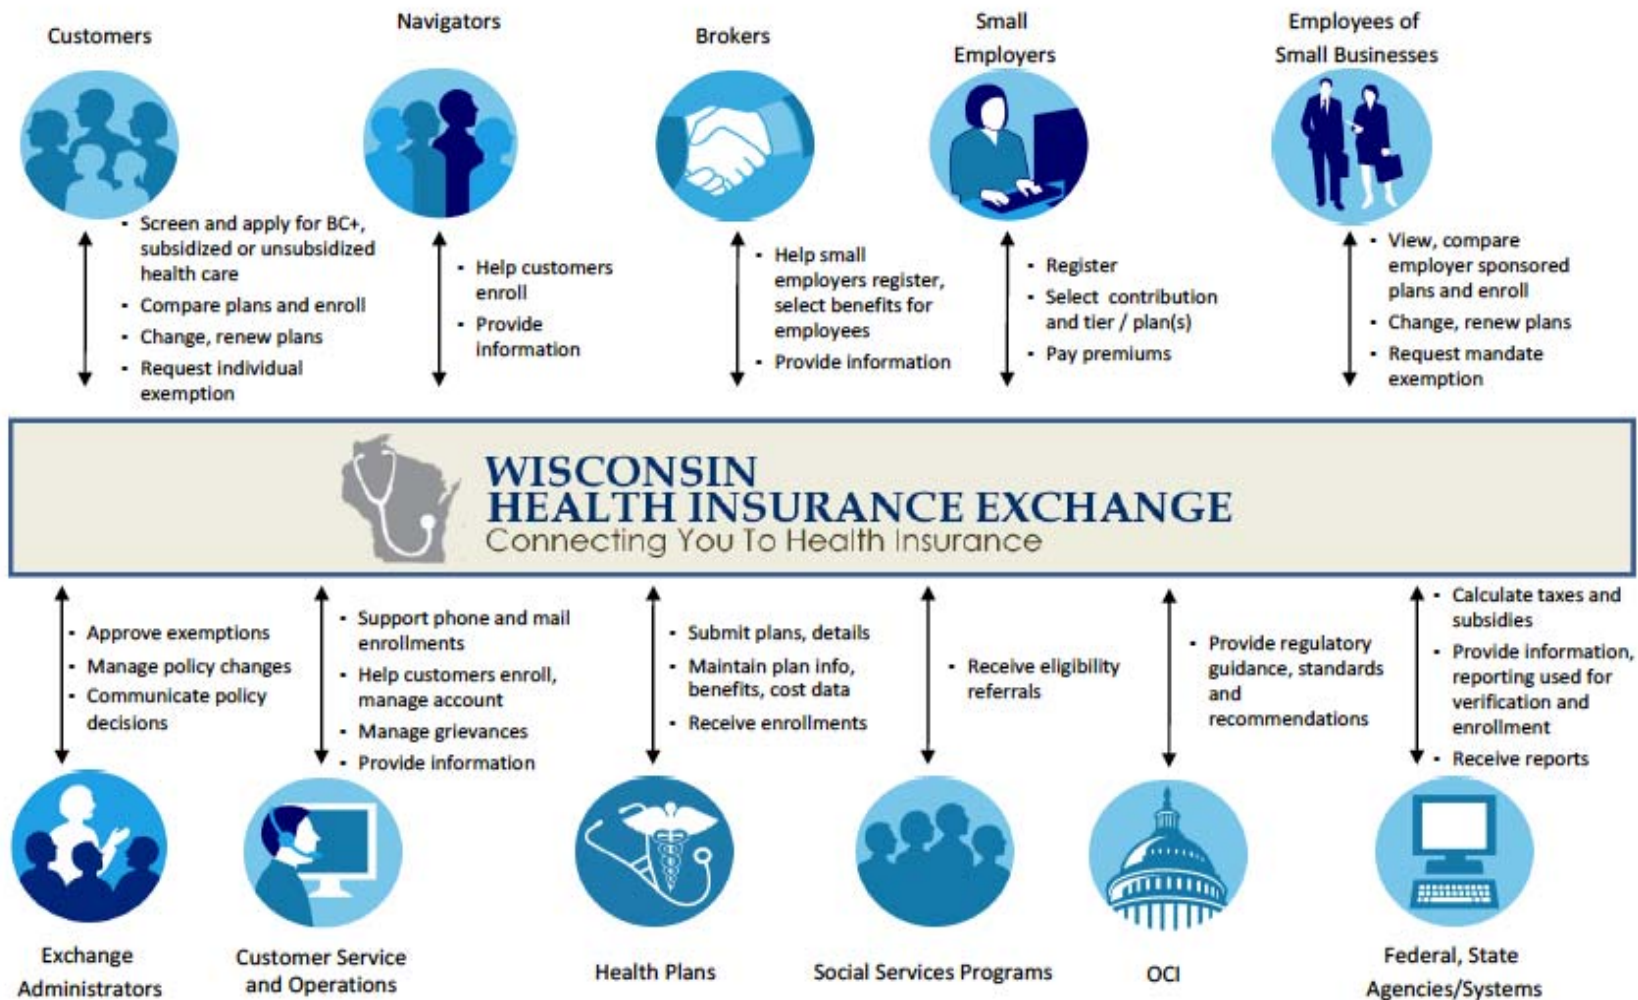 Customers
Navigators
Brokers
Small
Employers
Employees of
Small Businesses
▪ Screen and apply for BC+,
subsidized or unsubsidized
health care
▪ Compare plans and enroll
▪ Change, renew plans
▪ Request individual
exemption
▪ Help customers
enroll
▪ Provide
information
▪ Help small
employers register,
select benefits for
employees
▪ Provide information
▪ Register
▪ Select contribution
and tier / plan(s)
▪ Pay premiums
▪ View, compare
employer sponsored
plans and enroll
▪ Change, renew plans
▪ Request mandate
exemption
WISCONSIN
HEALTH INSURANCE EXCHANGE
Connecting You To Health Insurance
▪ Approve exemptions
▪ Manage policy changes
▪ Communicate policy
decisions
▪ Support phone and mail
enrollments
▪ Help customers enroll,
manage account
▪ Manage grievances
▪ Provide information
▪ Submit plans, details
▪ Maintain plan info,
benefits, cost data
▪ Receive enrollments
▪ Receive eligibility
referrals
▪ Provide regulatory
guidance, standards
and
recommendations
▪ Calculate taxes and
subsidies
▪ Provide information,
reporting used for
verification and
enrollment
▪ Receive reports
Exchange
Administrators
Customer Service
and Operations
Health Plans
Social Services Programs
OCI
Federal, State
Agencies/Systems